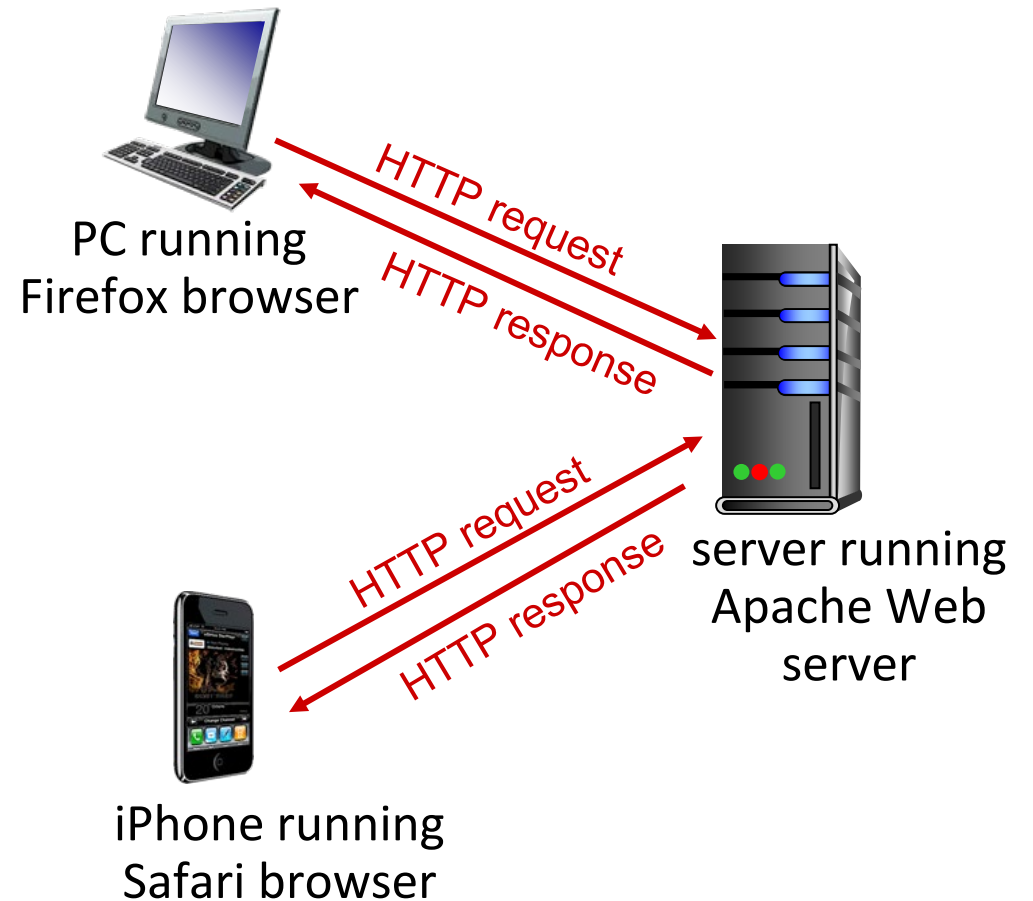 HTTP request
HTTP response
PC running
Firefox browser
HTTP request
HTTP response
server running
Apache Web
server
iPhone running
Safari browser